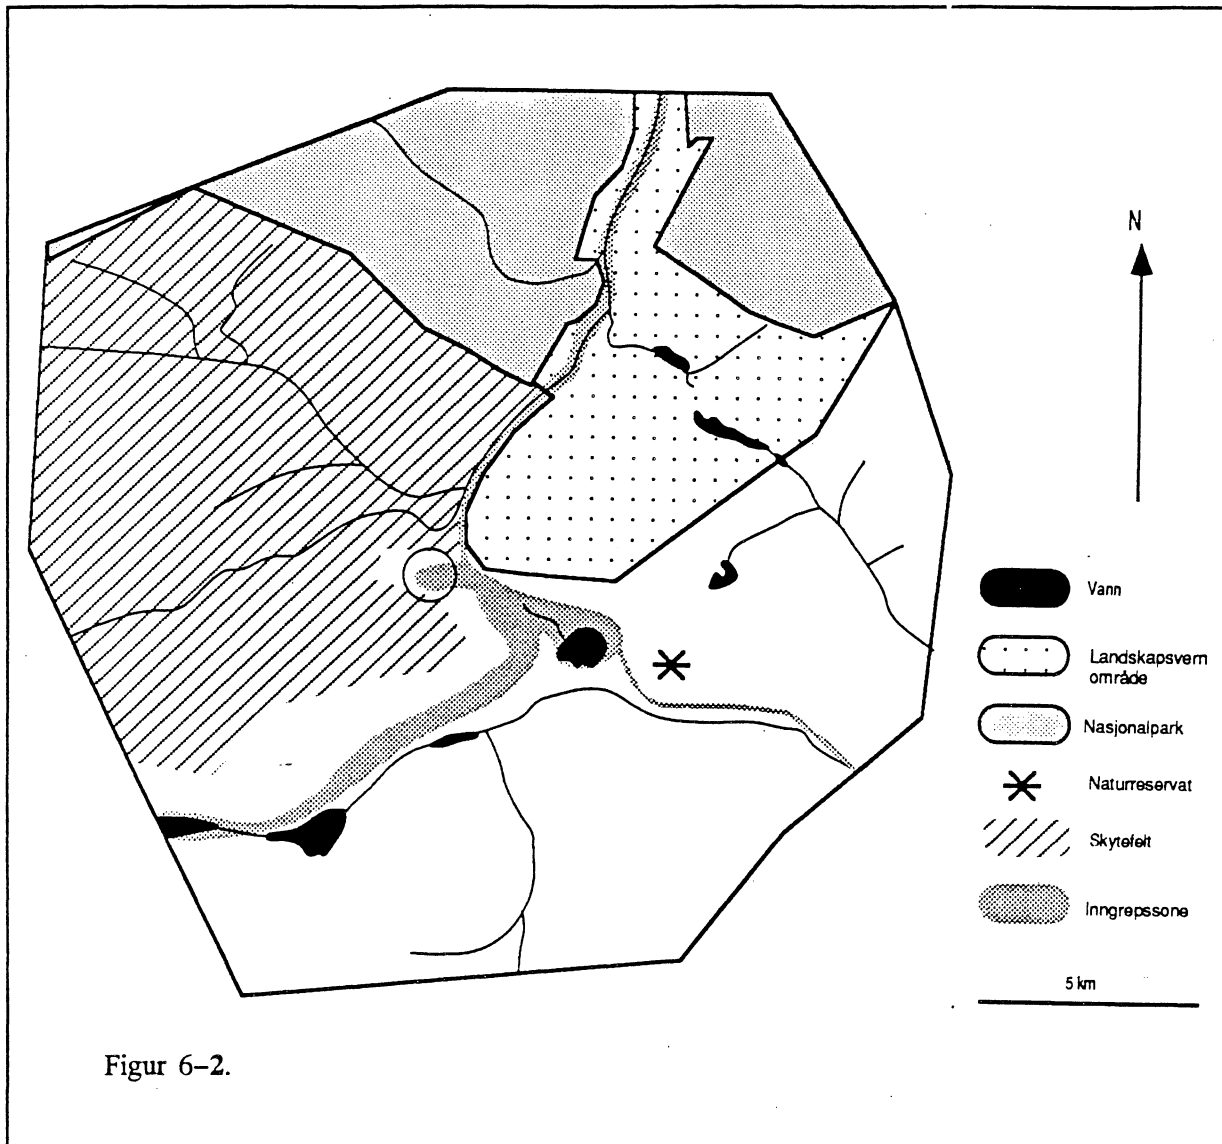 N
Vann
Landskapsvern
område
Nasjonalpark
Naturreservat
Skytefelt
Inngrepssone
5 km
Figur 6–2.